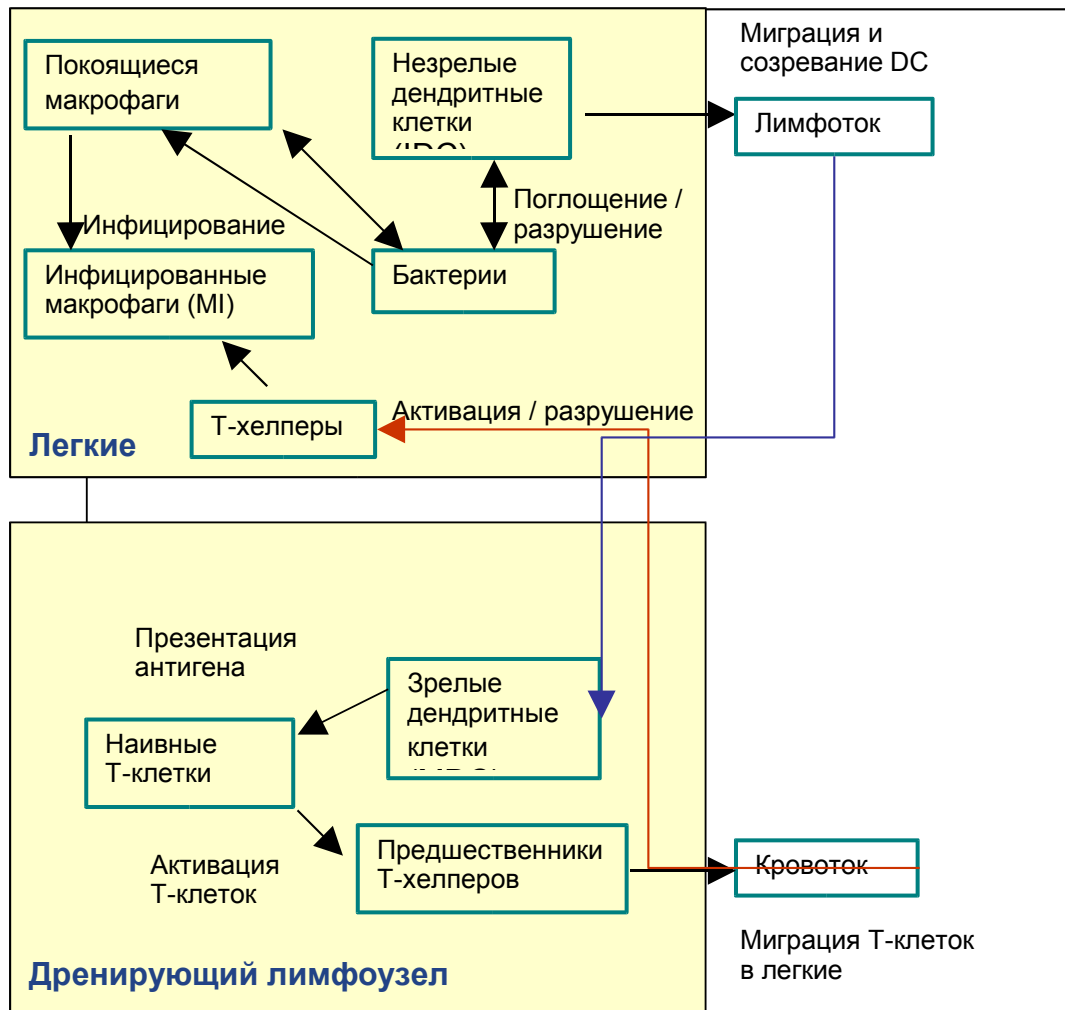 Покоящиеся
макрофаги
Незрелые
дендритные
клетки
(IDC)
Миграция и
созревание DC
Лимфоток
Инфицирование
Поглощение /
разрушение
Инфицированные
макрофаги (MI)
Бактерии
Т-хелперы
Активация / разрушение
Легкие
Презентация
антигена
Зрелые
дендритные
клетки
Наивные
Т-клетки
Активация
Т-клеток
Предшественники
Т-хелперов
Кровоток
Миграция Т-клеток
в легкие
Дренирующий лимфоузел